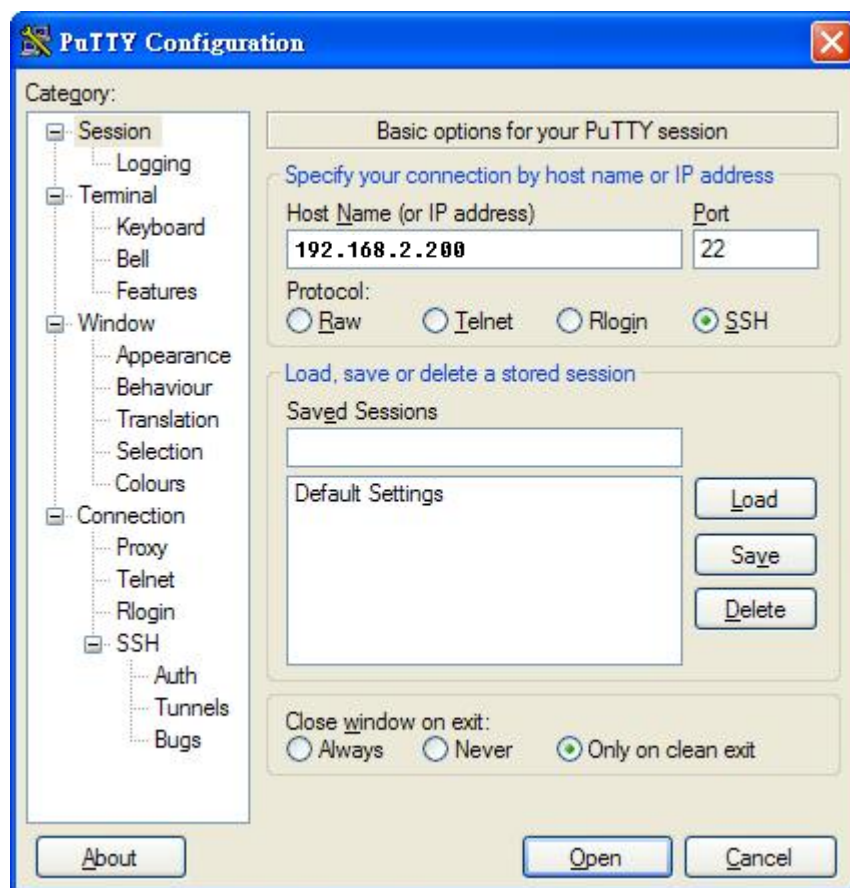 PuTTY Configuration
Category:
Session
Logging
Terminal
Keyboard
Bell
Features
Window
Appearance
Behaviour
Translation
Selection
Colours
Connection
Proxy
Telnet
Rlogin
SSH
Auth
Tunnels
Bugs
Basic options for your PuTTY session
Specify your connection by host name or IP address
Host Name (or IP address) Port
192.168.2.200 22
Protocol:
Raw Telnet Rlogin SSH
Load, save or delete a stored session
Saved Sessions
Default Settings
Load
Save
Delete
Close window on exit:
Always Never Only on clean exit
About Open Cancel